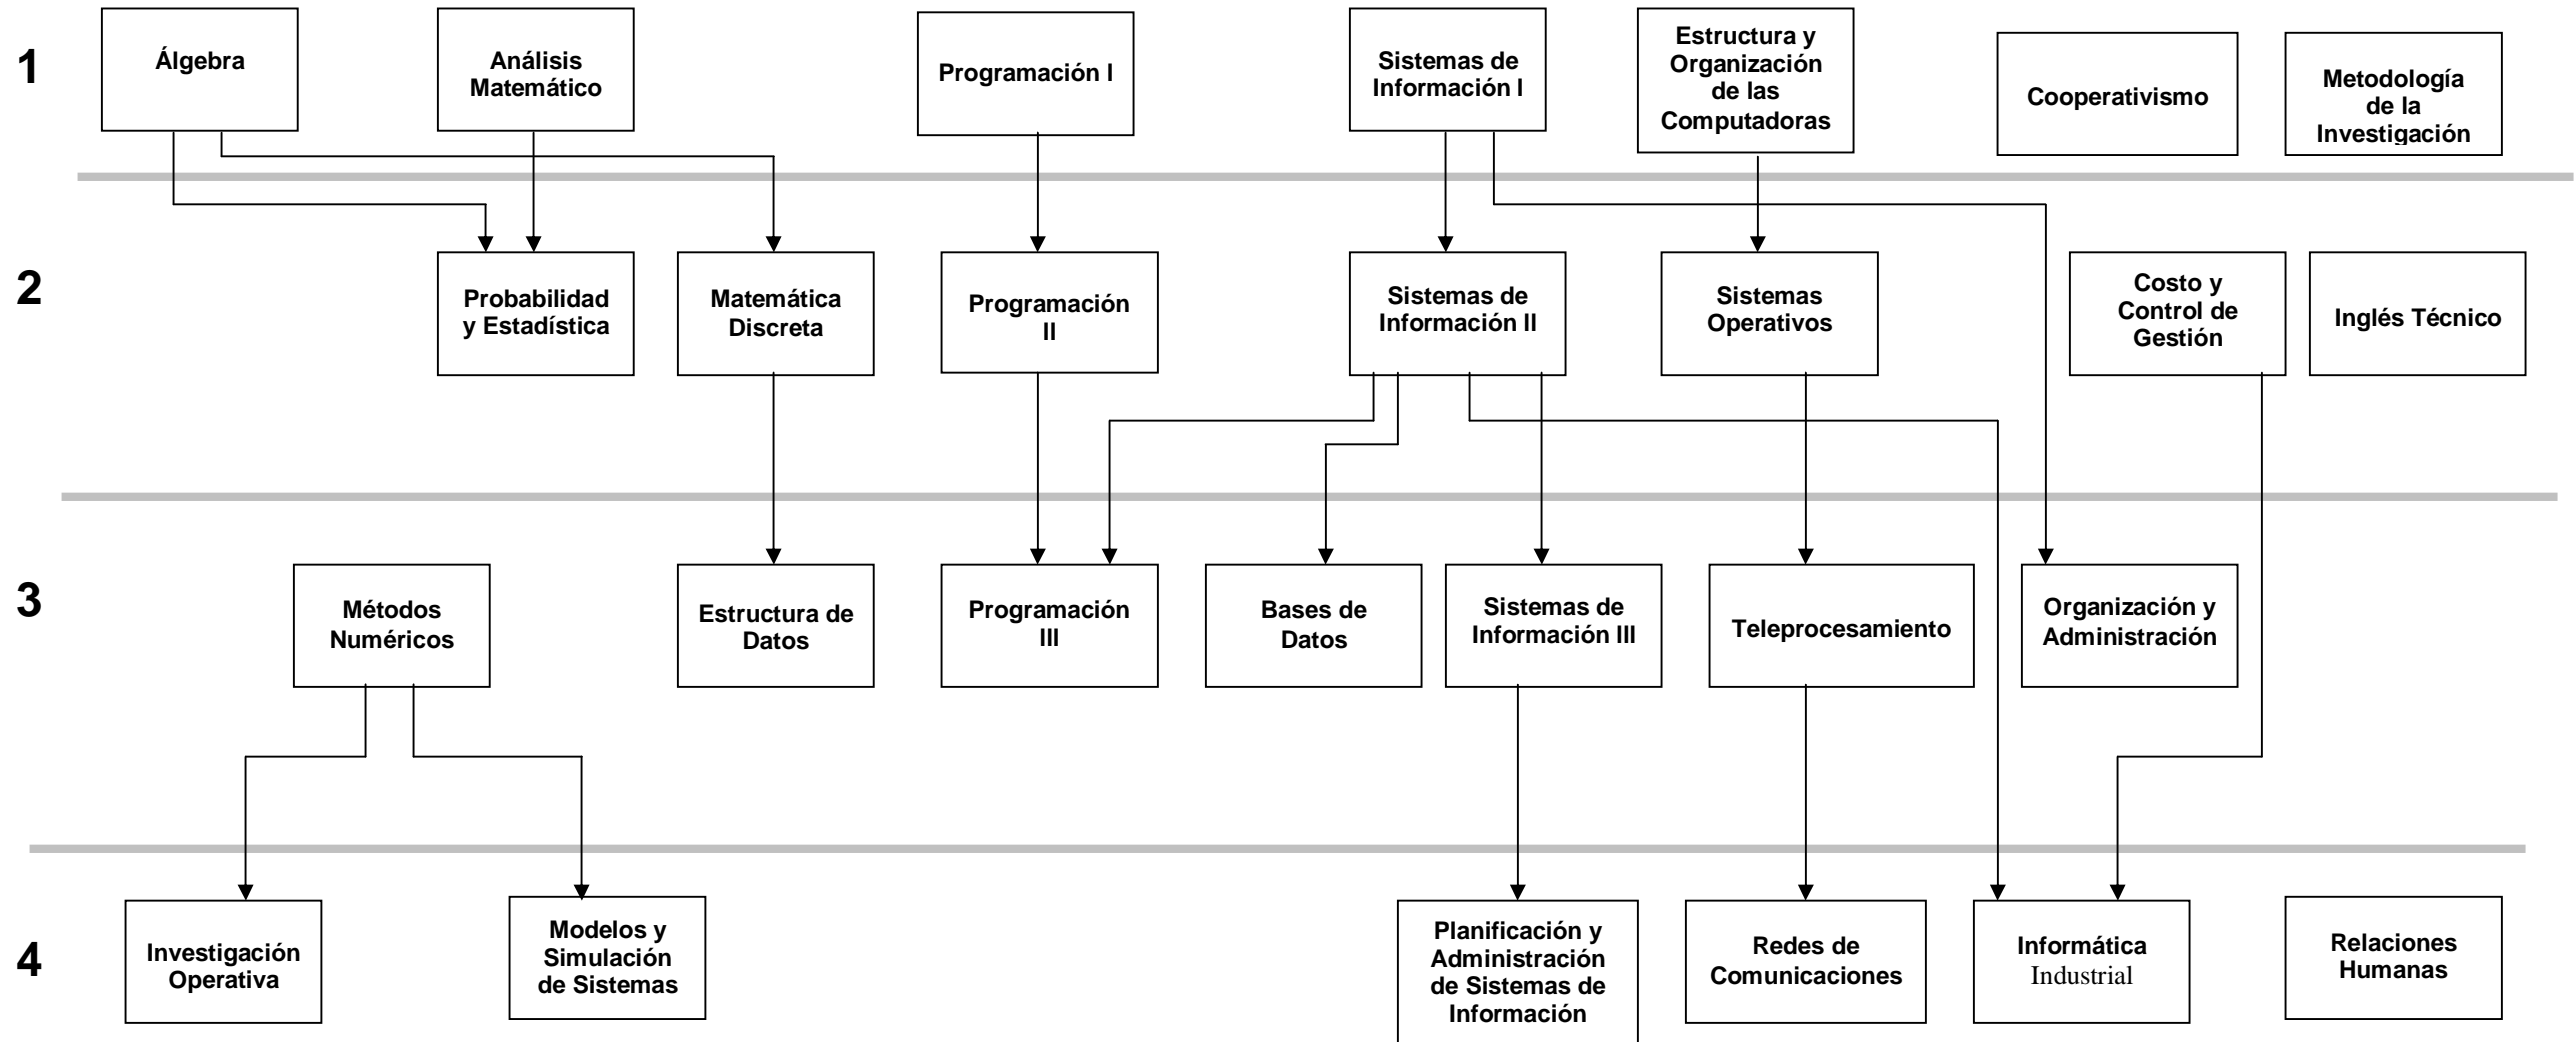 1
Álgebra
Análisis
Matemático
Programación I
Sistemas de
Información I
Estructura y
Organización
de las
Computadoras
Cooperativismo
Metodología
de la
Investigación
2
Probabilidad
y Estadística
Matemática
Discreta
Programación
II
Sistemas de
Información II
Sistemas
Operativos
Costo y
Control de
Gestión
Inglés Técnico
3
Métodos
Numéricos
Estructura de
Datos
Programación
III
Bases de
Datos
Sistemas de
Información III
Teleprocesamiento
Organización y
Administración
4
Investigación
Operativa
Modelos y
Simulación
de Sistemas
Planificación y
Administración
de Sistemas de
Información
Redes de
Comunicaciones
Informática
Industrial
Relaciones
Humanas